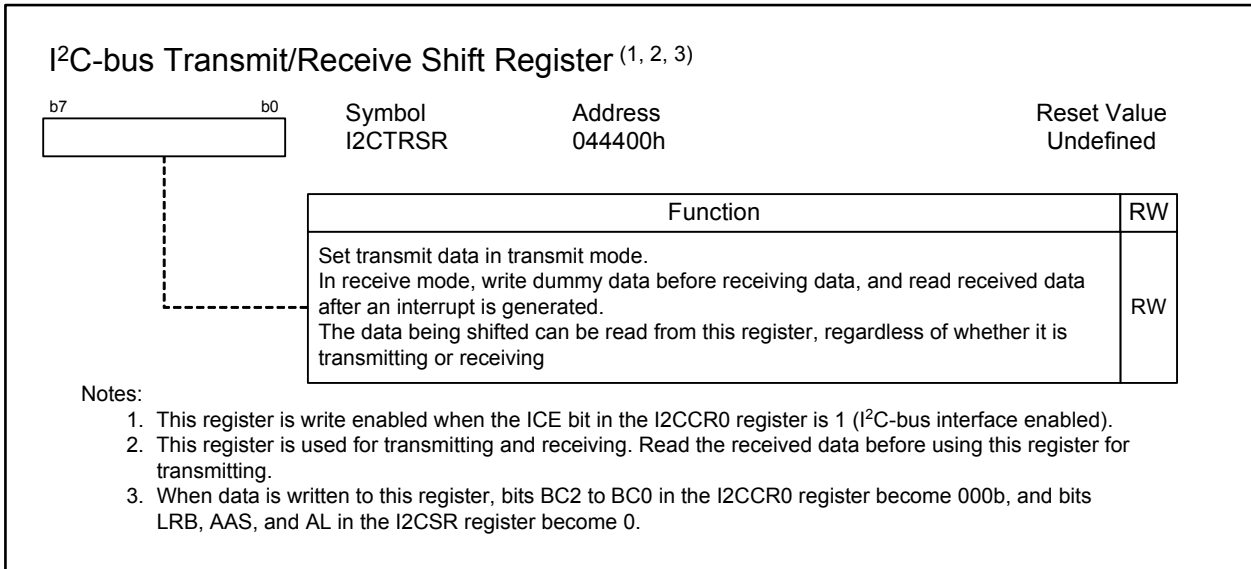 I²C-bus Transmit/Receive Shift Register (1, 2, 3)
b7 b0 Symbol Address Reset Value
I2CTRSR 044400h Undefined
Function RW
Set transmit data in transmit mode.
In receive mode, write dummy data before receiving data, and read received data
after an interrupt is generated.
The data being shifted can be read from this register, regardless of whether it is
transmitting or receiving
RW
Notes:
1. This register is write enabled when the ICE bit in the I2CCR0 register is 1 (I²C-bus interface enabled).
2. This register is used for transmitting and receiving. Read the received data before using this register for
transmitting.
3. When data is written to this register, bits BC2 to BC0 in the I2CCR0 register become 000b, and bits
LRB, AAS, and AL in the I2CSR register become 0.